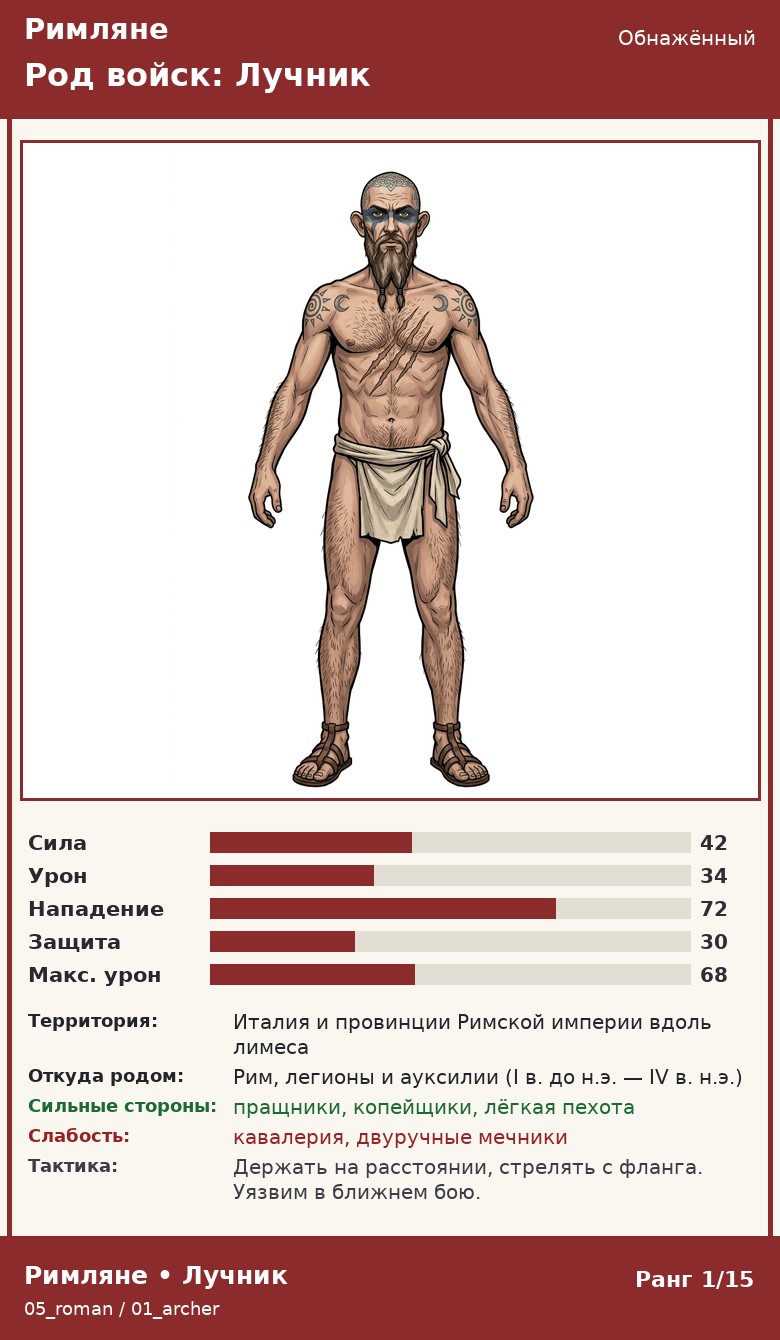 Римляне
Обнажённый
Род войск: Лучник
Сила 42
Урон 34
Нападение 72
Защита 30
Макс. урон 68
Территория: Италия и провинции Римской империи вдоль
лимеса
Откуда родом: Рим, легионы и ауксилии (I в. до н.э. — IV в. н.э.)
Сильные стороны: пращники, копейщики, лёгкая пехота
Слабость: кавалерия, двуручные мечники
Тактика: Держать на расстоянии, стрелять с фланга.
Уязвим в ближнем бою.
Римляне • Лучник
Ранг 1/15
05_roman / 01_archer